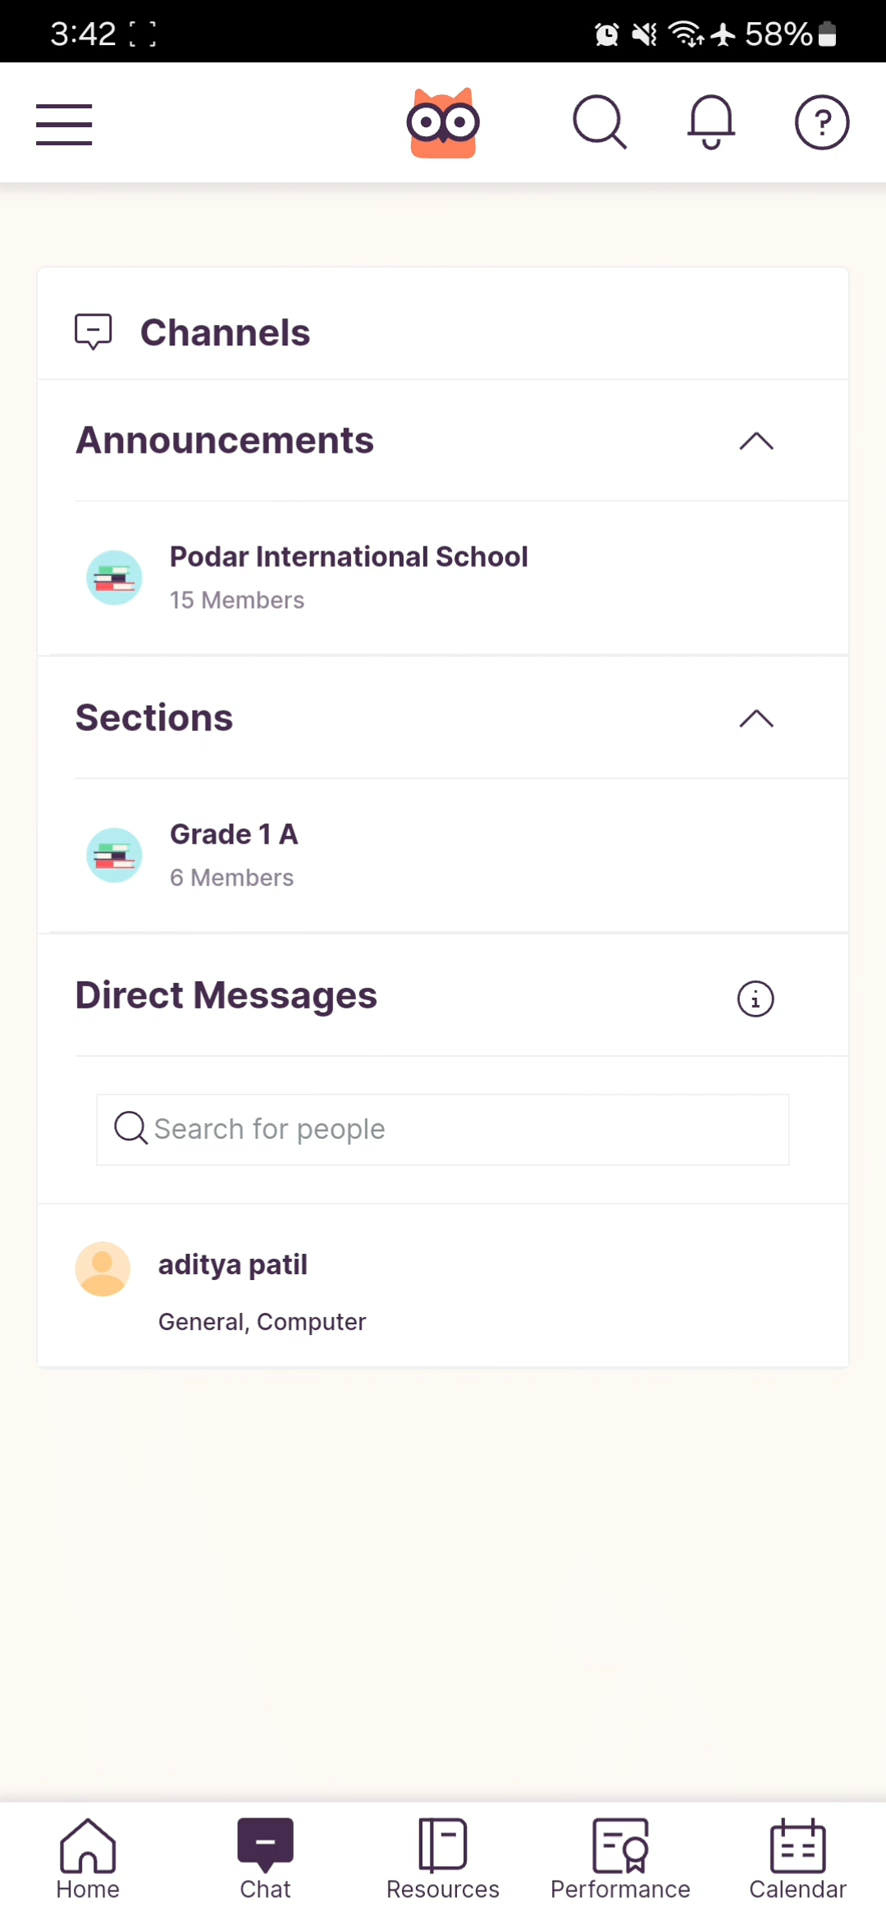 3:42
58%
Channels
Announcements
Podar International School
15 Members
Sections
Grade 1 A
6 Members
Direct Messages
Search for people
aditya patil
General, Computer
Home
Chat
Resources
Performance
Calendar